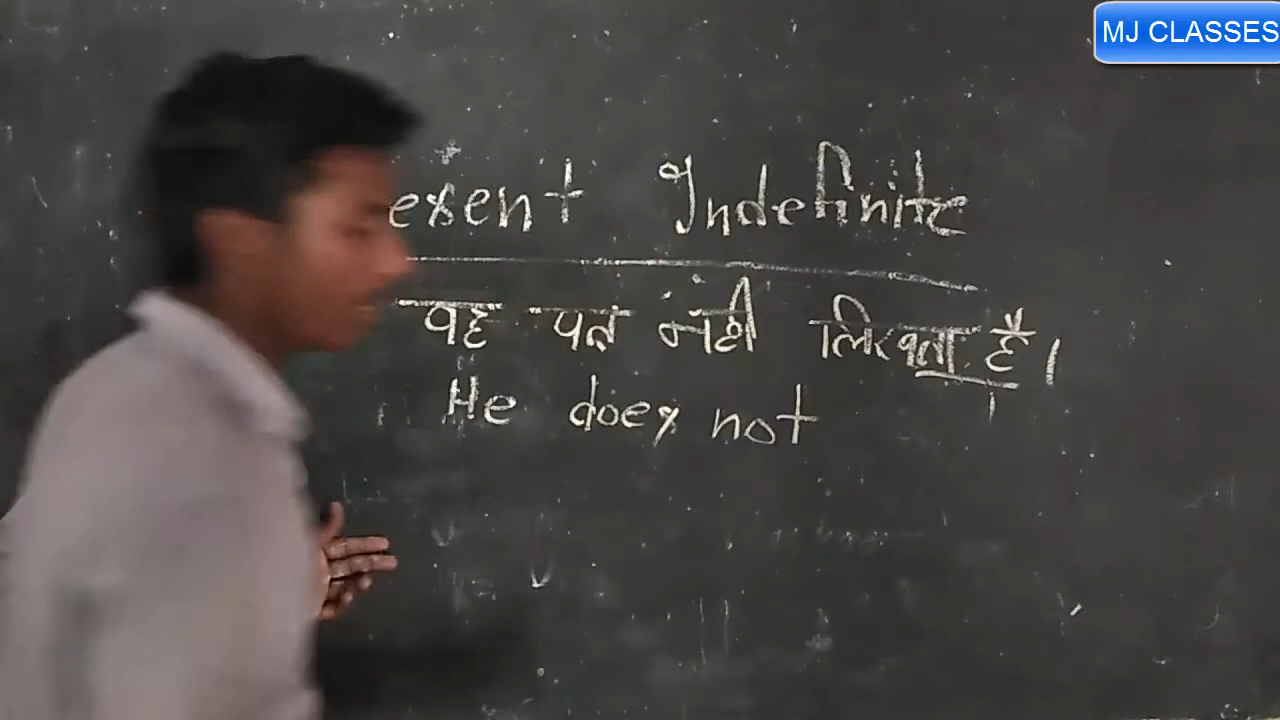 MJ CLASSES
esent Indefinite
वह पत्र नहीं लिखता है।
He does not